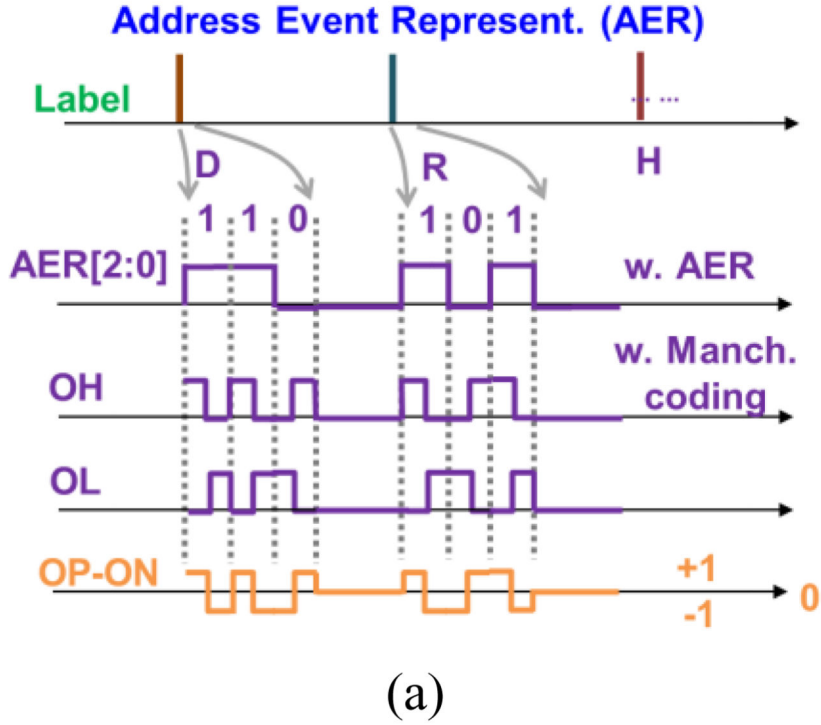 Address Event Represent. (AER)
Label
... ...
D
R
H
1 1 0
1 0 1
AER[2:0]
w. AER
w. Manch.
coding
OH
OL
OP-ON
+1
-1
0
(a)